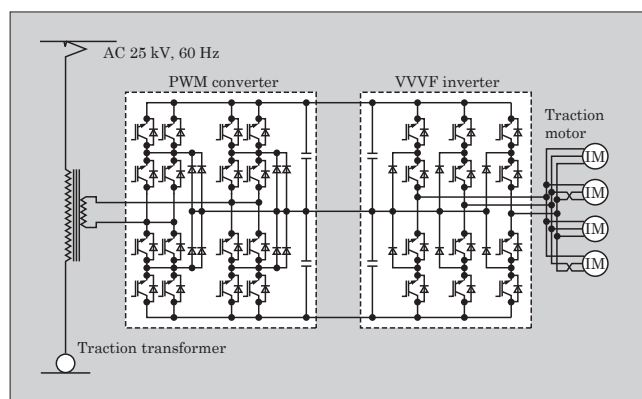 AC 25 kV, 60 Hz
PWM converter
VVVF inverter
Traction
motor
IM
IM
IM
IM
Traction transformer